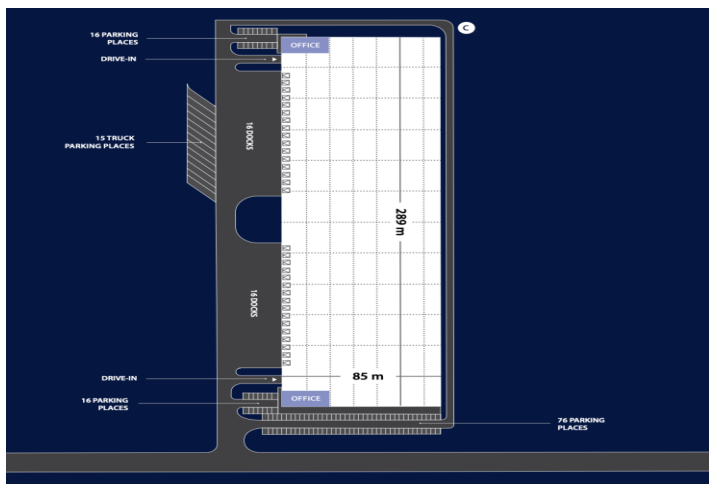 C
16 PARKING
PLACES
OFFICE
DRIVE-IN
16 DOCKS
15 TRUCK
PARKING PLACES
289 m
16 DOCKS
85 m
DRIVE-IN
OFFICE
16 PARKING
PLACES
76 PARKING
PLACES